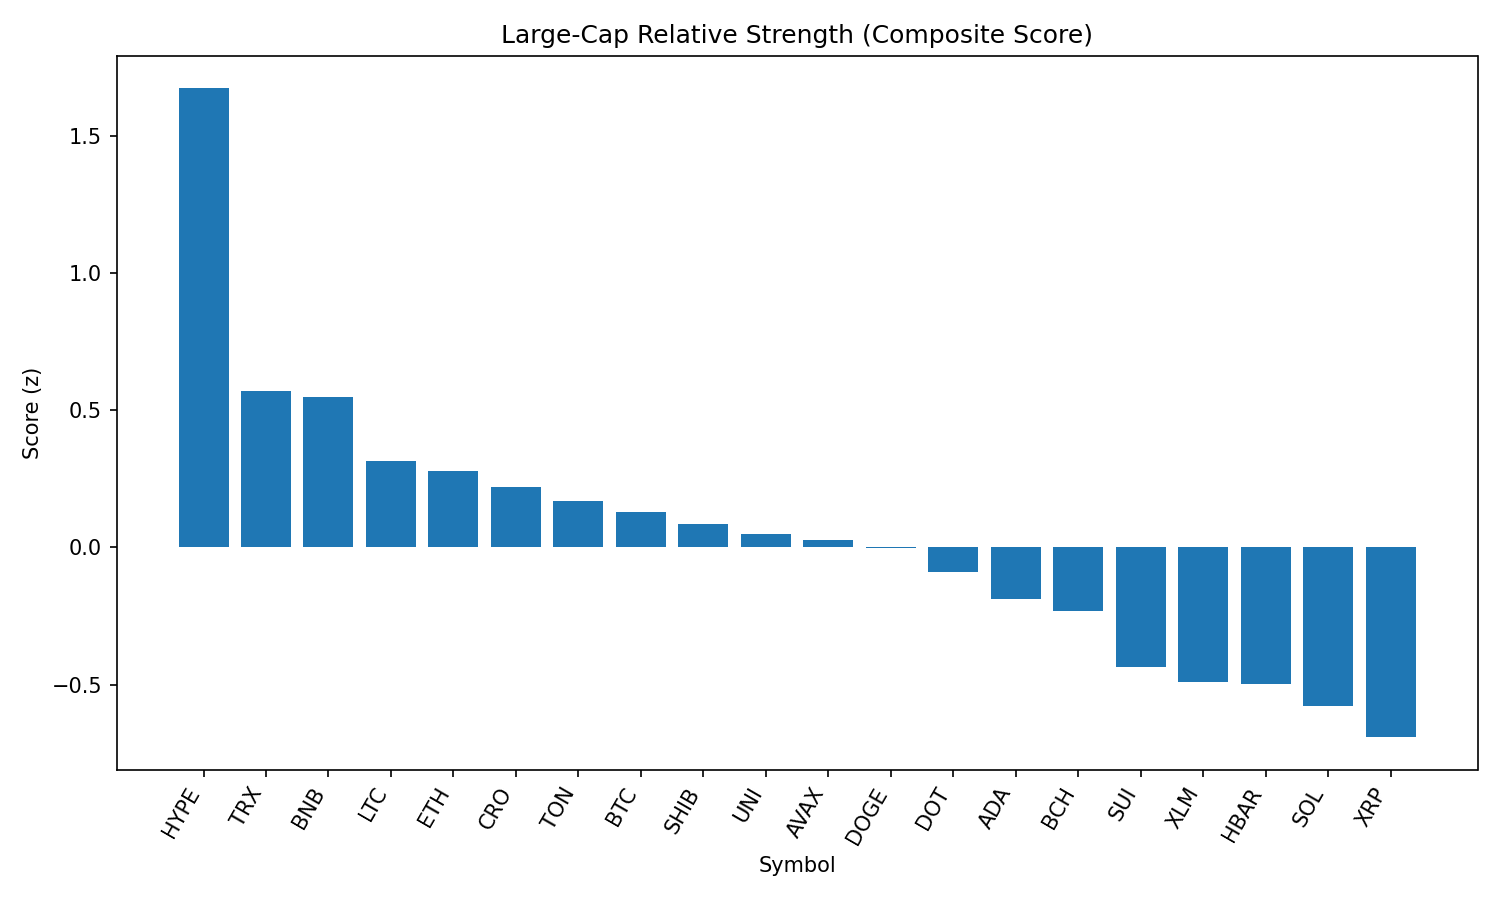 Large-Cap Relative Strength (Composite Score)
Score (z)
1.5
1.0
0.5
0.0
−0.5
HYPE
TRX
BNB
LTC
ETH
CRO
TON
BTC
SHIB
UNI
AVAX
DOGE
DOT
ADA
BCH
SUI
XLM
HBAR
SOL
XRP
Symbol